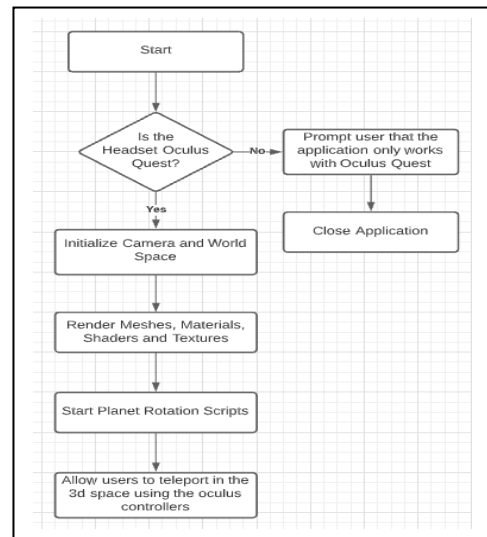 Start
Is the
Headset Oculus
Quest?
No
Prompt user that the
application only works
with Oculus Quest
Yes
Close Application
Initialize Camera and World
Space
Render Meshes, Materials,
Shaders and Textures
Start Planet Rotation Scripts
Allow users to teleport in the
3d space using the oculus
controllers